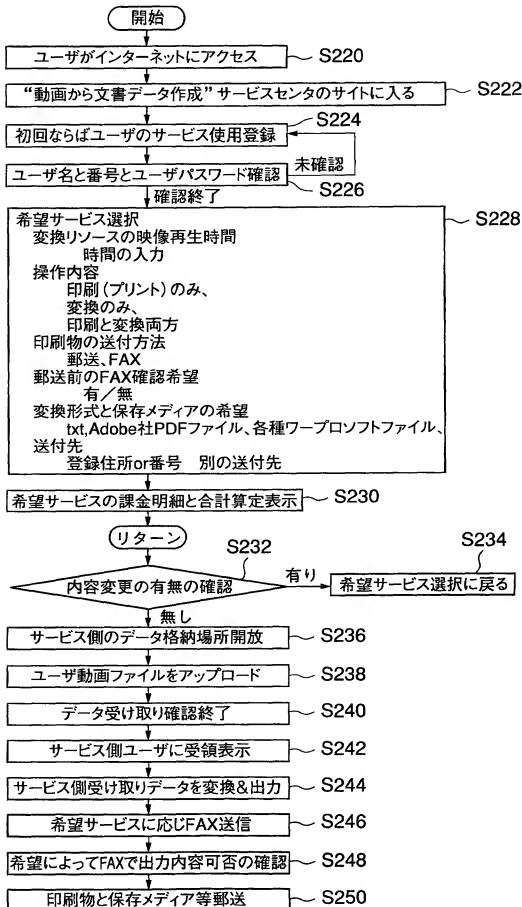 開始
ユーザがインターネットにアクセス
S220
“動画から文書データ作成”サービスセンタのサイトに入る
S222
初回ならばユーザのサービス使用登録
S224
ユーザ名と番号とユーザパスワード確認
未確認
S226
確認終了
希望サービス選択
S228
変換リソースの映像再生時間
時間の入力
操作内容
印刷(プリント)のみ、
変換のみ、
印刷と変換両方
印刷物の送付方法
郵送、FAX
郵送前のFAX確認希望
有/無
変換形式と保存メディアの希望
txt,Adobe社PDFファイル、各種ワープロソフトファイル、
送付先
登録住所or番号 別の送付先
希望サービスの課金明細と合計算定表示
S230
リターン
S232
内容変更の有無の確認
有り
S234
希望サービス選択に戻る
無し
サービス側のデータ格納場所開放
S236
ユーザ動画ファイルをアップロード
S238
データ受け取り確認終了
S240
サービス側ユーザに受領表示
S242
サービス側受け取りデータを変換&出力
S244
希望サービスに応じFAX送信
S246
希望によってFAXで出力内容可否の確認
S248
印刷物と保存メディア等郵送
S250